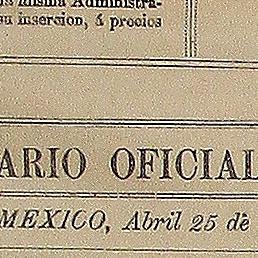 misma Administra-
su insercion, á precios
ARIO OFICIAL
MEXICO, Abril 25 de